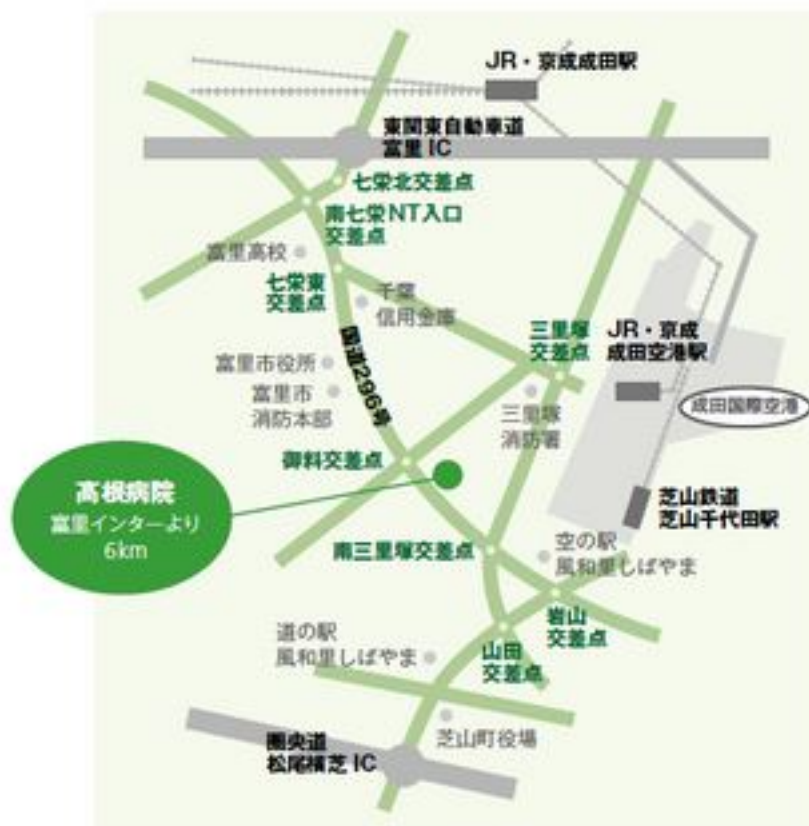 JR・京成成田駅
東関東自動車道
富里 IC
七栄北交差点
南七栄NT入口
交差点
富里高校
七栄東
交差点
千葉
信用金庫
三里塚
交差点
JR・京成
成田空港駅
国道296号
富里市役所
富里市
消防本部
成田国際空港
三里塚
消防署
御料交差点
高根病院
富里インターより
6km
芝山鉄道
芝山千代田駅
南三里塚交差点
空の駅
風和里しばやま
岩山
交差点
道の駅
風和里しばやま
山田
交差点
芝山町役場
圏央道
松尾横芝 IC